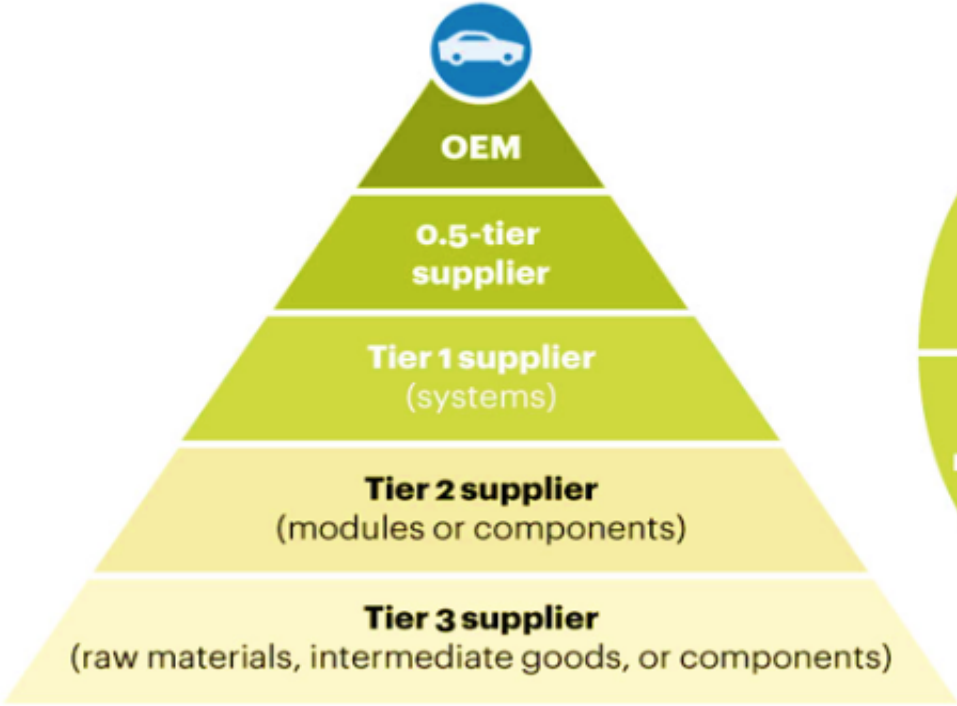 OEM
0.5-tier
supplier
Tier 1 supplier
(systems)
Tier 2 supplier
(modules or components)
Tier 3 supplier
(raw materials, intermediate goods, or components)